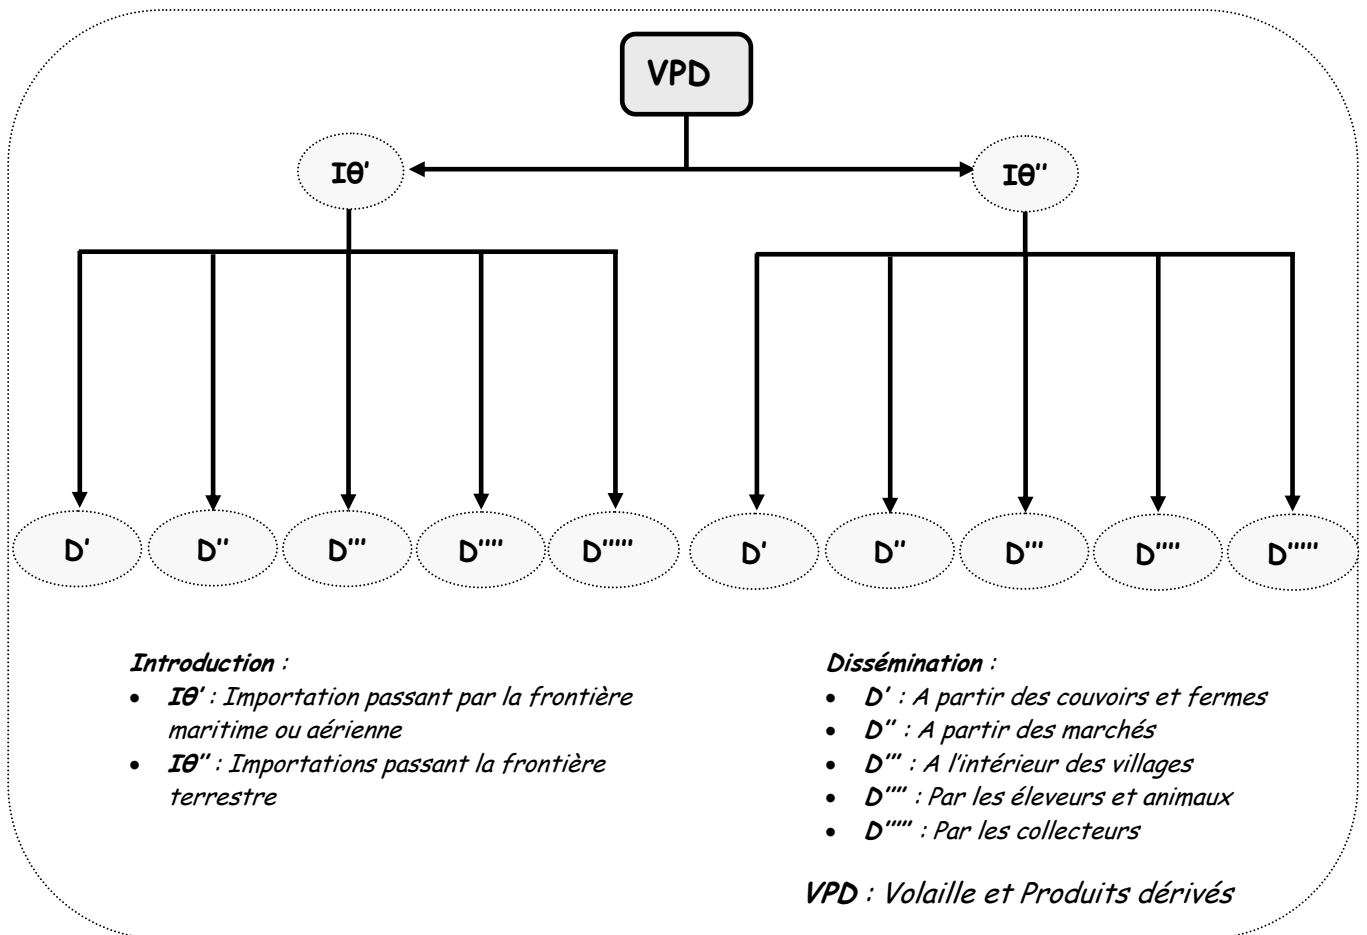 VPD
Iθ'
Iθ''
D'
D''
D'''
D''''
D'''''
D'
D''
D'''
D''''
D'''''
Introduction :
• Iθ' : Importation passant par la frontière
maritime ou aérienne
• Iθ'' : Importations passant la frontière
terrestre
Dissémination :
• D' : A partir des couvoirs et fermes
• D'' : A partir des marchés
• D''' : A l'intérieur des villages
• D'''' : Par les éleveurs et animaux
• D''''' : Par les collecteurs
VPD : Volaille et Produits dérivés